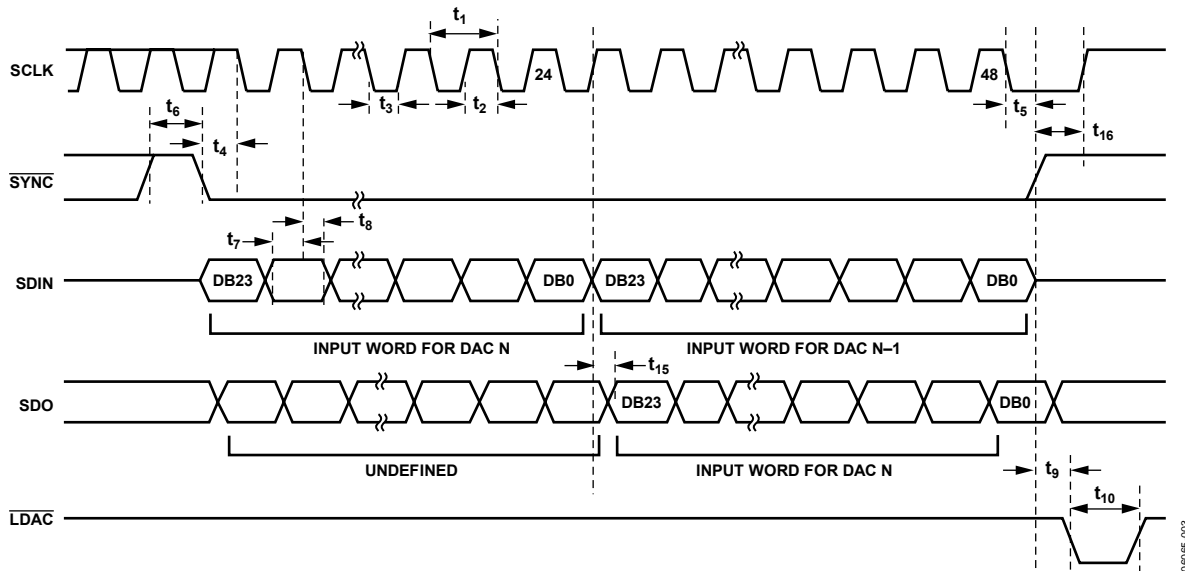 t1
SCLK
24
48
t3
t2
t5
t6
t4
t16
SYNC
t8
t7
SDIN
DB23
DB0
DB23
DB0
INPUT WORD FOR DAC N
INPUT WORD FOR DAC N–1
t15
SDO
DB23
DB0
UNDEFINED
INPUT WORD FOR DAC N
t9
t10
LDAC